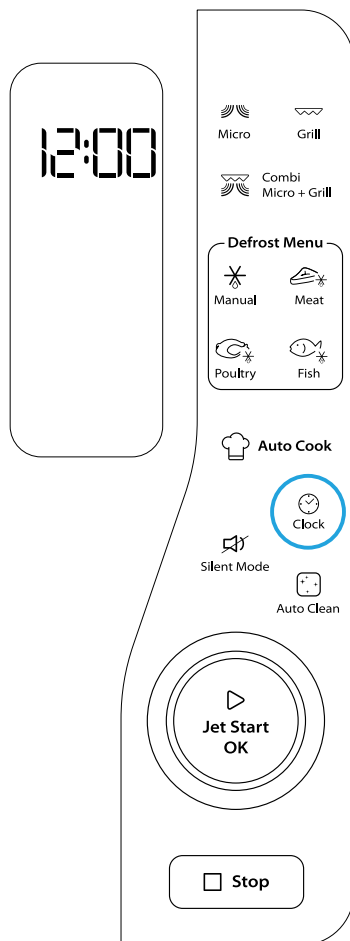 12:00
Micro Grill
Combi
Micro + Grill
Defrost Menu
Manual Meat
Poultry Fish
Auto Cook
Clock
Silent Mode
Auto Clean
Jet Start
OK
Stop